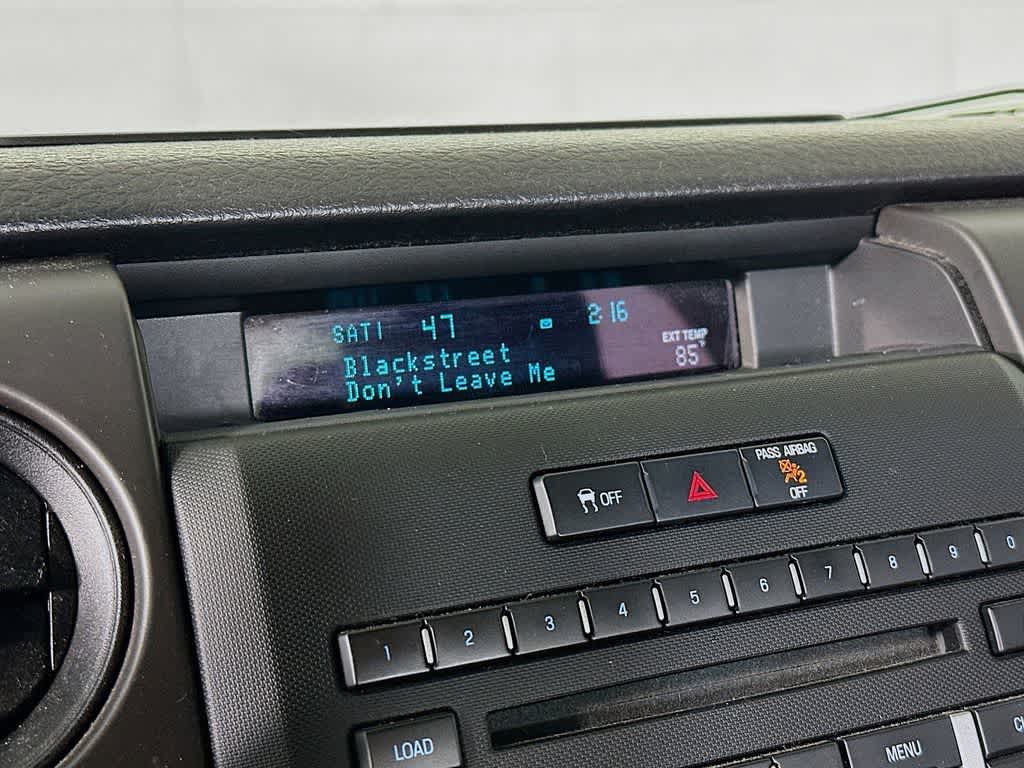 SAT1 47 2:16
Blackstreet
Don't Leave Me
EXT TEMP
85°F
OFF
PASS AIRBAG
2
OFF
1 2 3 4 5 6 7 8 9 0
LOAD
MENU